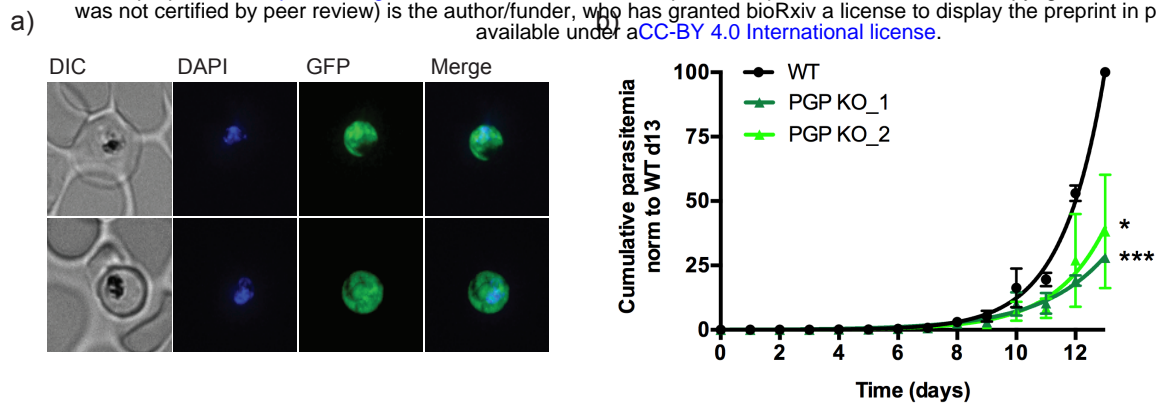 was not certified by peer review) is the author/funder, who has granted bioRxiv a license to display the preprint in p
available under aCC-BY 4.0 International license.
a)
b)
DIC DAPI GFP Merge
100
75
50
25
0
Cumulative parasitemia
norm to WT d13
WT
PGP KO_1
PGP KO_2
*
***
0 2 4 6 8 10 12
Time (days)